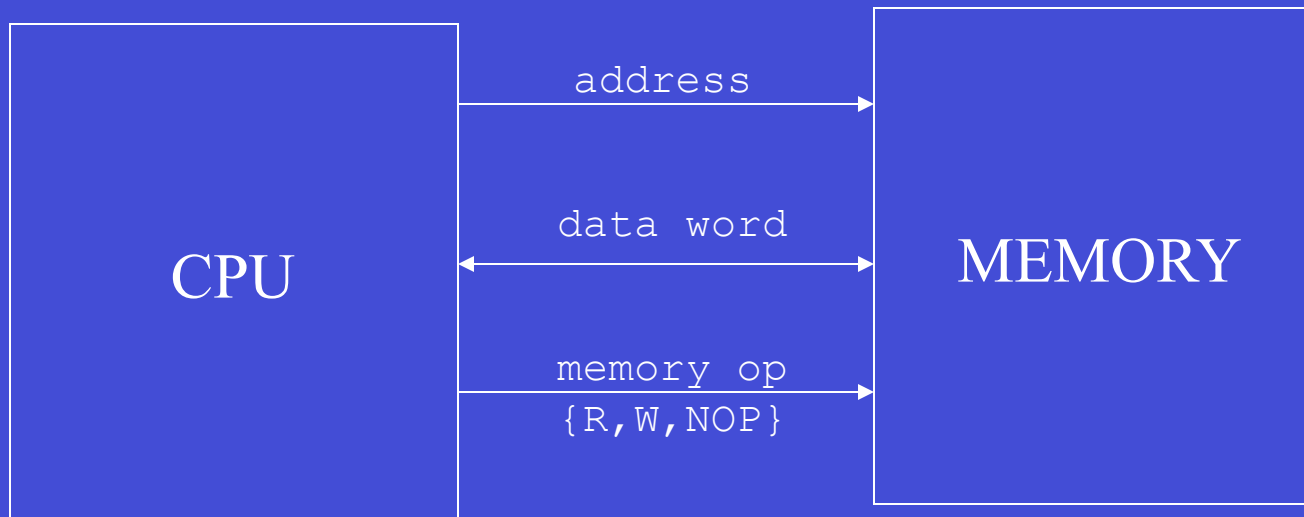 CPU
address
data word
memory op
{R,W,NOP}
MEMORY